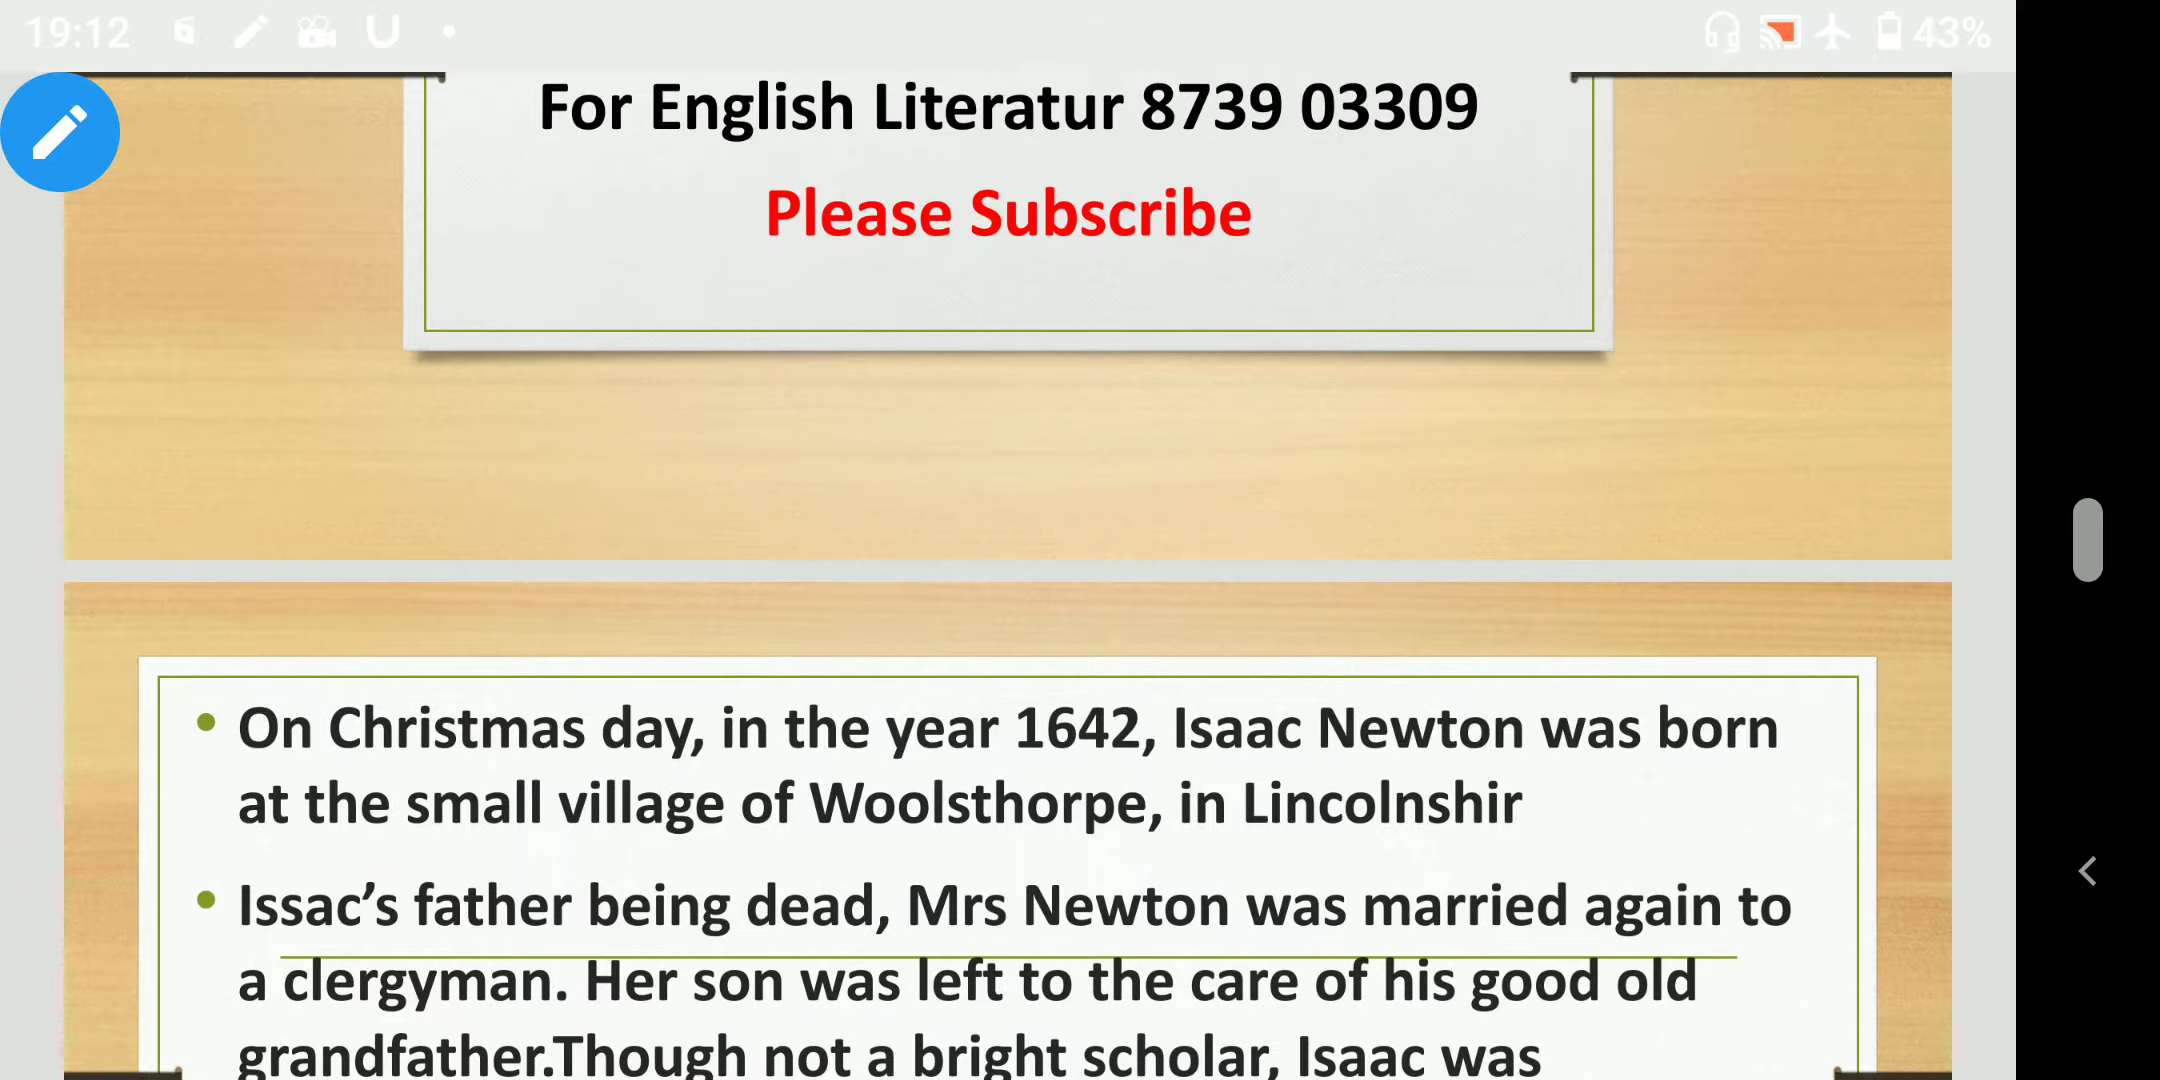 19:12
43%
For English Literatur 8739 03309
Please Subscribe
• On Christmas day, in the year 1642, Isaac Newton was born
at the small village of Woolsthorpe, in Lincolnshir
• Issac’s father being dead, Mrs Newton was married again to
a clergyman. Her son was left to the care of his good old
grandfather.Though not a bright scholar, Isaac was